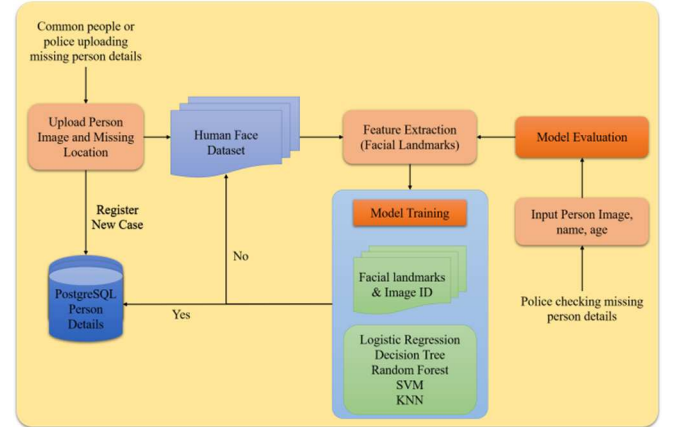 Common people or
police uploading
missing person details
Upload Person
Image and Missing
Location
Human Face
Dataset
Feature Extraction
(Facial Landmarks)
Model Evaluation
Register
New Case
Model Training
Input Person Image,
name, age
No
Facial landmarks
& Image ID
PostgreSQL
Person
Details
Yes
Police checking missing
person details
Logistic Regression
Decision Tree
Random Forest
SVM
KNN